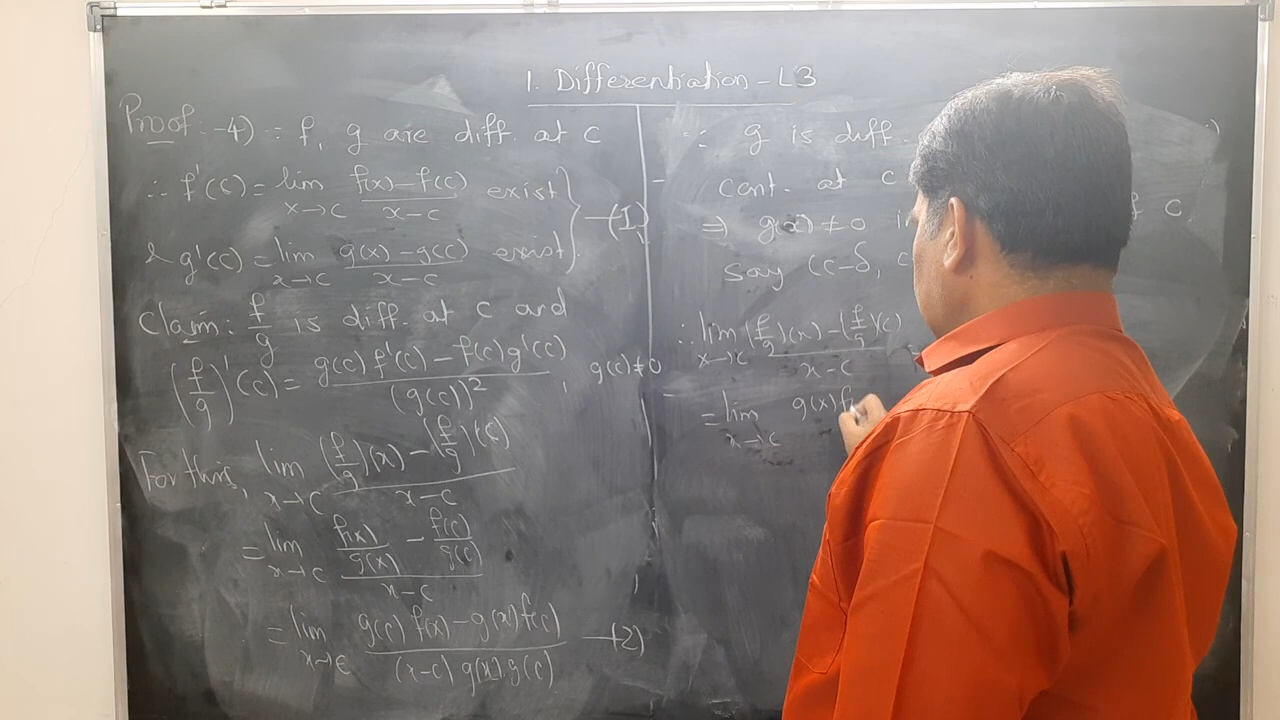 1. Differentiation - L3
Proof :- 4) ∵ f, g are diff. at c
∴ f'(c) = lim x→c (f(x) - f(c))/(x-c) exist
& g'(c) = lim x→c (g(x) - g(c))/(x-c) exist. } —(1)
Claim: f/g is diff. at c and
(f/g)'(c) = (g(c) f'(c) - f(c) g'(c))/(g(c))², g(c) ≠ 0
For this, lim x→c ((f/g)(x) - (f/g)(c))/(x-c)
= lim x→c (f(x)/g(x) - f(c)/g(c))/(x-c)
= lim x→c (g(c) f(x) - g(x) f(c))/((x-c) g(x) g(c)) —(2)
∵ g is diff.
cont. at c
⇒ g(x) ≠ 0 c.
Say (c-δ, c
∴ lim x→c ((f/g)(x) - (f/g)(c))/(x-c)
= lim x→c g(x)